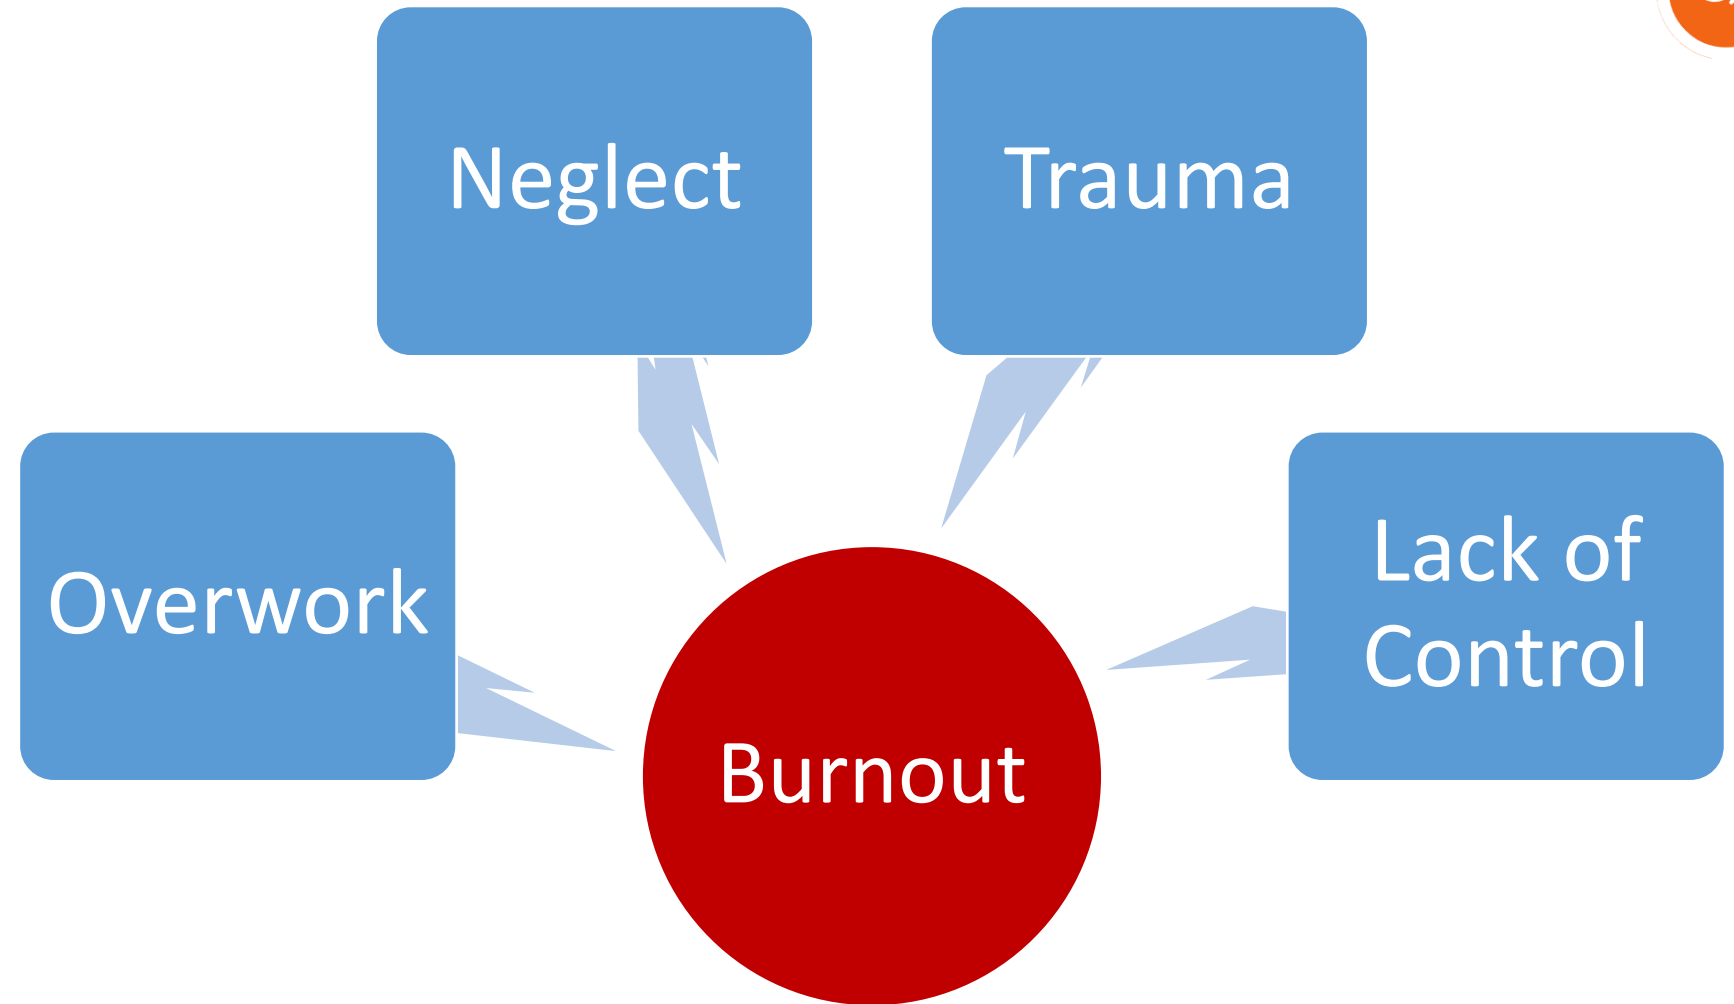 Neglect
Trauma
Overwork
Lack of
Control
Burnout